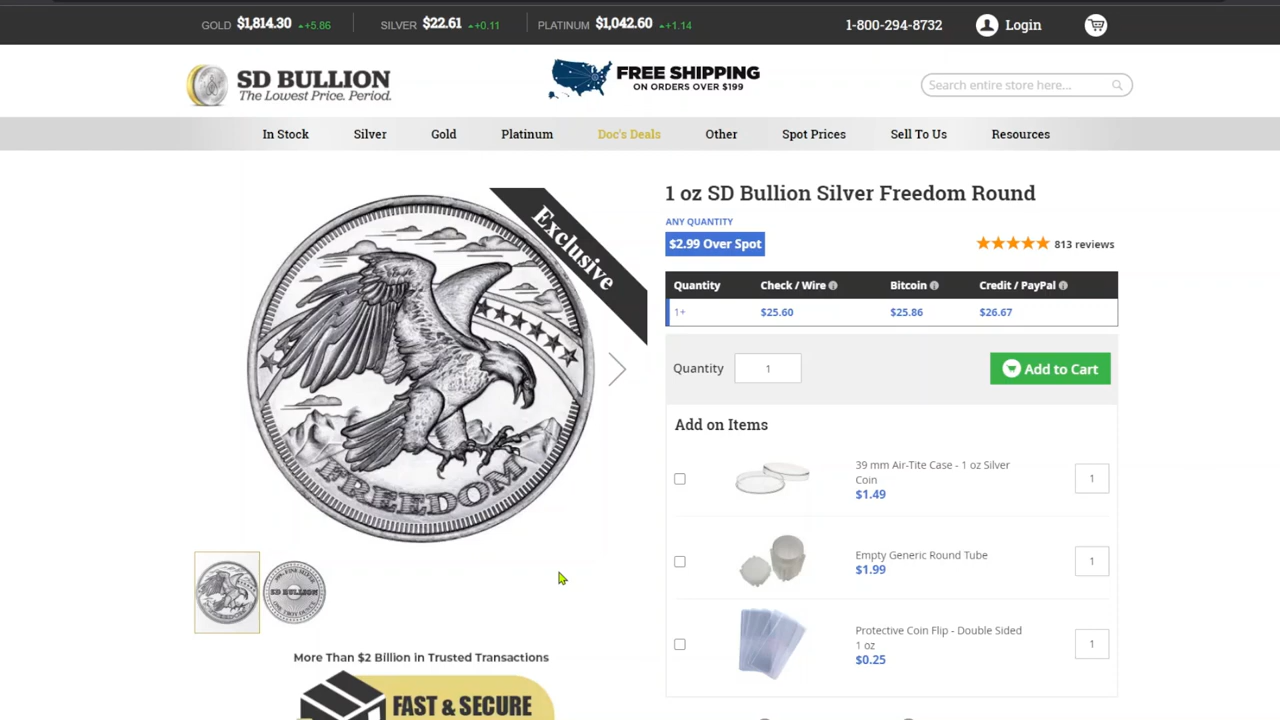 GOLD $1,814.30 +5.86 SILVER $22.61 +0.11 PLATINUM $1,042.60 +1.14 1-800-294-8732 Login
SD BULLION
The Lowest Price. Period.
FREE SHIPPING
ON ORDERS OVER $199
Search entire store here...
In Stock Silver Gold Platinum Doc's Deals Other Spot Prices Sell To Us Resources
Exclusive
FREEDOM
1 oz SD Bullion Silver Freedom Round
ANY QUANTITY
$2.99 Over Spot
813 reviews
Quantity Check / Wire Bitcoin Credit / PayPal
1+ $25.60 $25.86 $26.67
Quantity 1 Add to Cart
Add on Items
39 mm Air-Tite Case - 1 oz Silver
Coin
$1.49
1
Empty Generic Round Tube
$1.99
1
Protective Coin Flip - Double Sided
1 oz
$0.25
1
SD BULLION
More Than $2 Billion in Trusted Transactions
FAST & SECURE